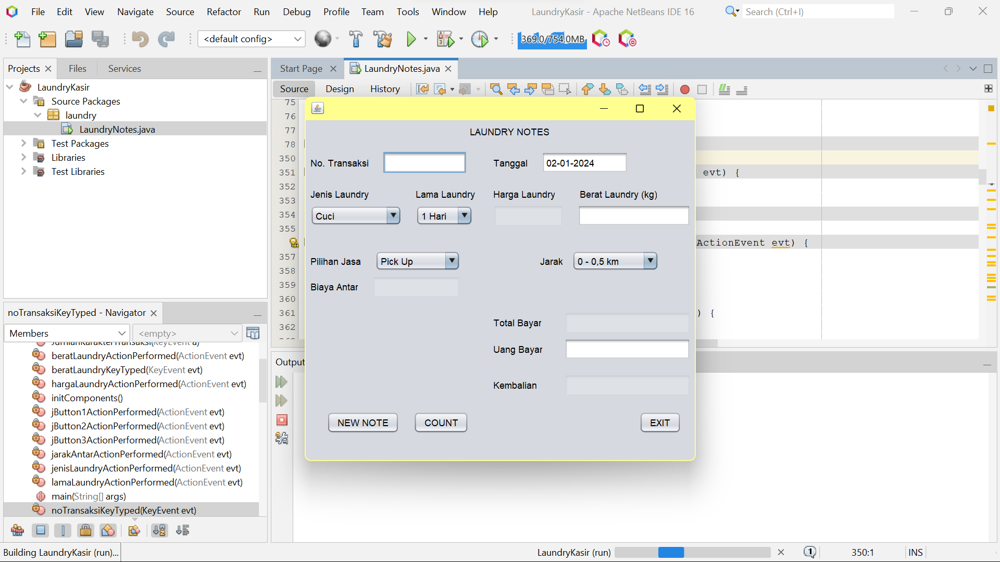 File Edit View Navigate Source Refactor Run Debug Profile Team Tools Window Help
LaundryKasir - Apache NetBeans IDE 16
Search (Ctrl+I)
<default config>
369.0/754.0MB
Projects Files Services
LaundryKasir
Source Packages
laundry
LaundryNotes.java
Test Packages
Libraries
Test Libraries
noTransaksiKeyTyped - Navigator
Members
<empty>
beratLaundryActionPerformed(ActionEvent evt)
beratLaundryKeyTyped(KeyEvent evt)
hargaLaundryActionPerformed(ActionEvent evt)
initComponents()
jButton1ActionPerformed(ActionEvent evt)
jButton2ActionPerformed(ActionEvent evt)
jButton3ActionPerformed(ActionEvent evt)
jarakAntarActionPerformed(ActionEvent evt)
jenisLaundryActionPerformed(ActionEvent evt)
lamaLaundryActionPerformed(ActionEvent evt)
main(String[] args)
noTransaksiKeyTyped(KeyEvent evt)
Start Page LaundryNotes.java
Source Design History
75
76
77
78
350
351 evt) {
352
353
354
355
ActionEvent evt) {
357
358
359
360
361 ) {
362
Output
LAUNDRY NOTES
No. Transaksi Tanggal 02-01-2024
Jenis Laundry Lama Laundry Harga Laundry Berat Laundry (kg)
Cuci 1 Hari
Pilihan Jasa Pick Up Jarak 0 - 0,5 km
Biaya Antar
Total Bayar
Uang Bayar
Kembalian
NEW NOTE COUNT EXIT
Building LaundryKasir (run)...
LaundryKasir (run)
1
350:1
INS